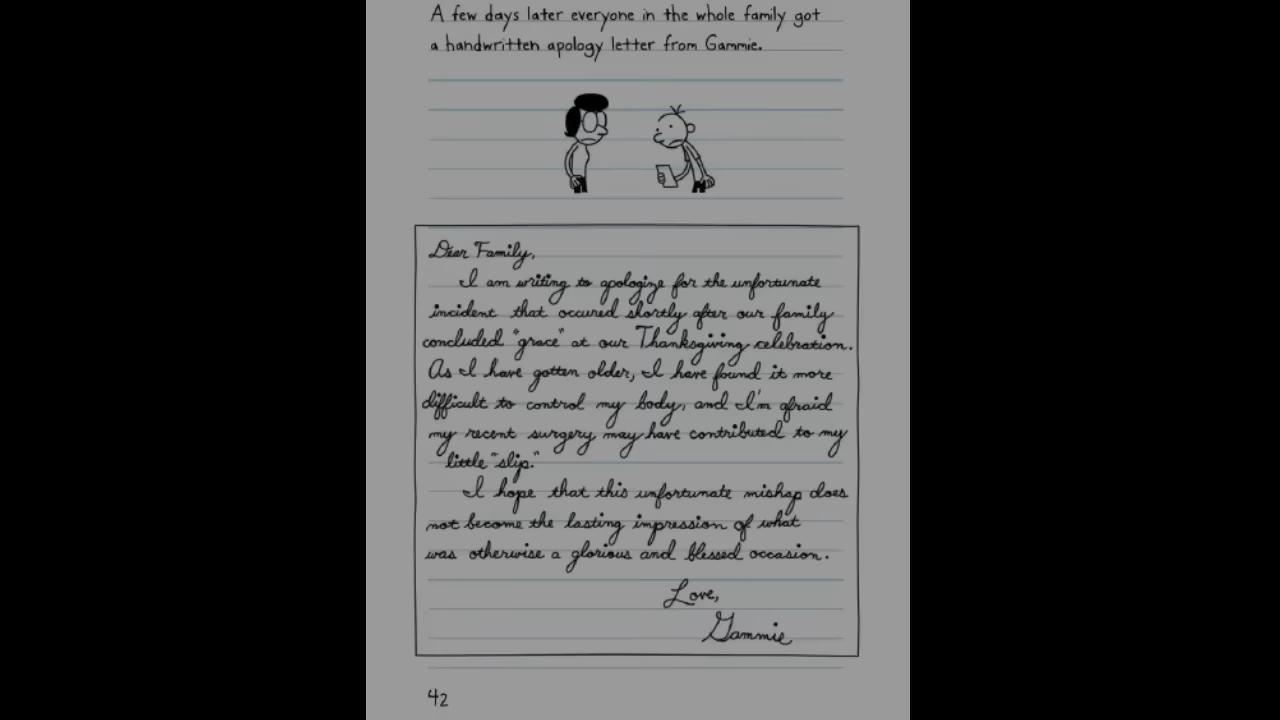 A few days later everyone in the whole family got
a handwritten apology letter from Gammie.
Dear Family,
I am writing to apologize for the unfortunate
incident that occured shortly after our family
concluded "grace" at our Thanksgiving celebration.
As I have gotten older, I have found it more
difficult to control my body, and I'm afraid
my recent surgery may have contributed to my
little "slip."
I hope that this unfortunate mishap does
not become the lasting impression of what
was otherwise a glorious and blessed occasion.
Love,
Gammie
42